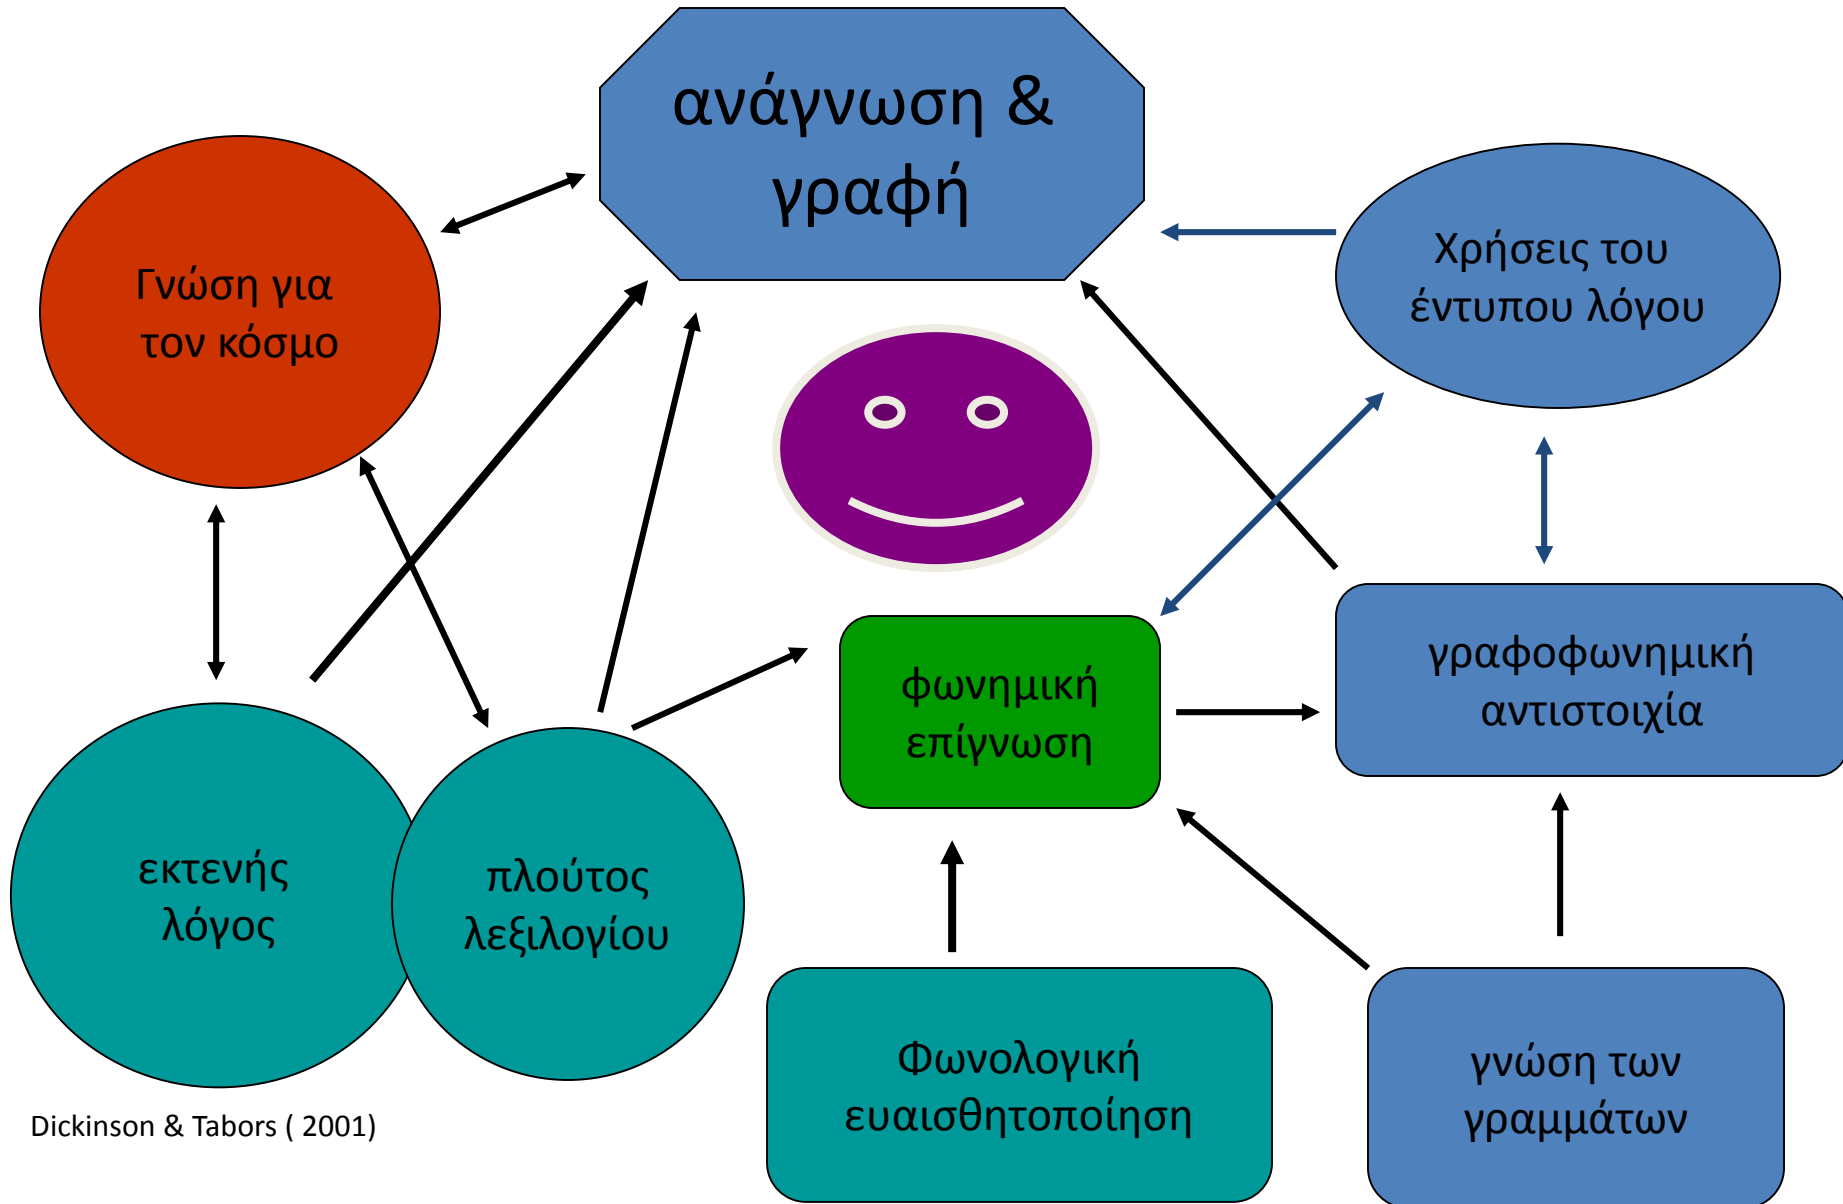 ανάγνωση &
γραφή
Γνώση για
τον κόσμο
Χρήσεις του
έντυπου λόγου
φωνημική
επίγνωση
γραφοφωνημική
αντιστοιχία
εκτενής
λόγος
πλούτος
λεξιλογίου
Φωνολογική
ευαισθητοποίηση
γνώση των
γραμμάτων
Dickinson & Tabors ( 2001)